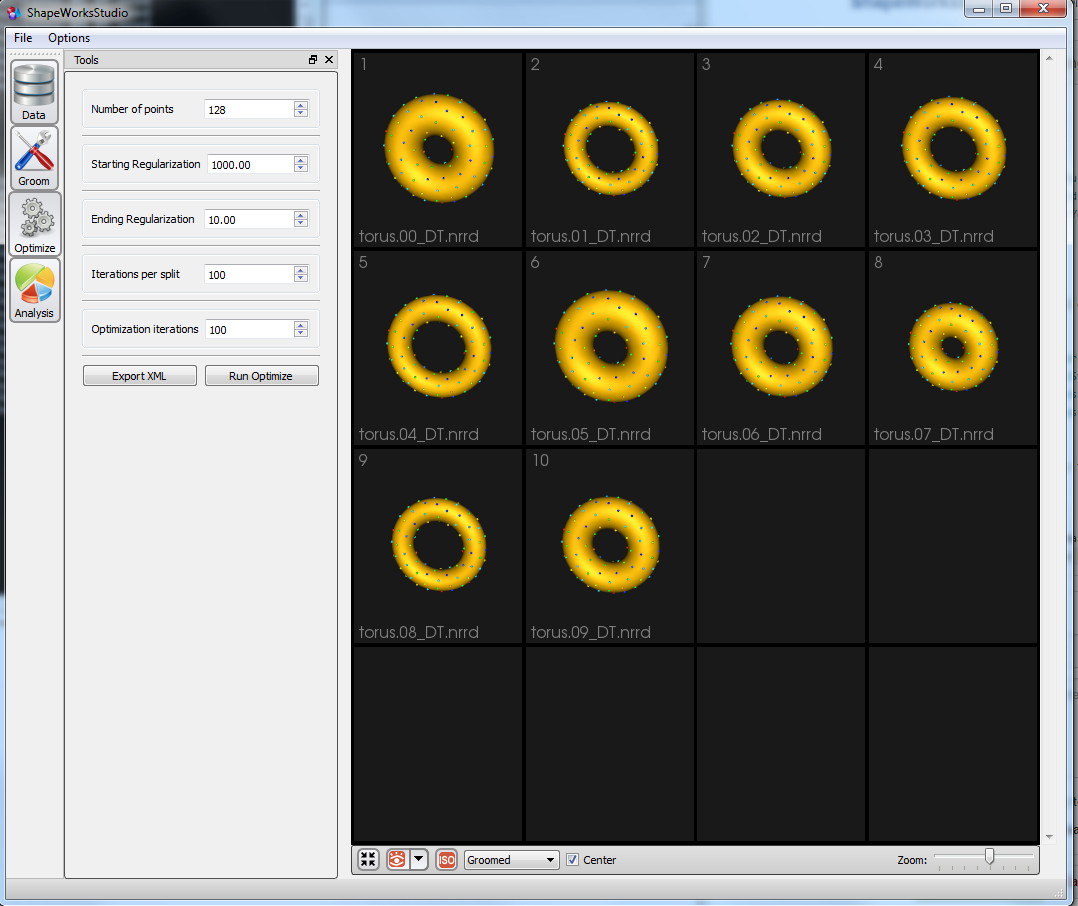 ShapeWorksStudio
File Options
Tools
Data
Groom
Optimize
Analysis
Number of points 128
Starting Regularization 1000.00
Ending Regularization 10.00
Iterations per split 100
Optimization iterations 100
Export XML Run Optimize
1 2 3 4
torus.00_DT.nrrd torus.01_DT.nrrd torus.02_DT.nrrd torus.03_DT.nrrd
5 6 7 8
torus.04_DT.nrrd torus.05_DT.nrrd torus.06_DT.nrrd torus.07_DT.nrrd
9 10
torus.08_DT.nrrd torus.09_DT.nrrd
ISO Groomed Center Zoom: